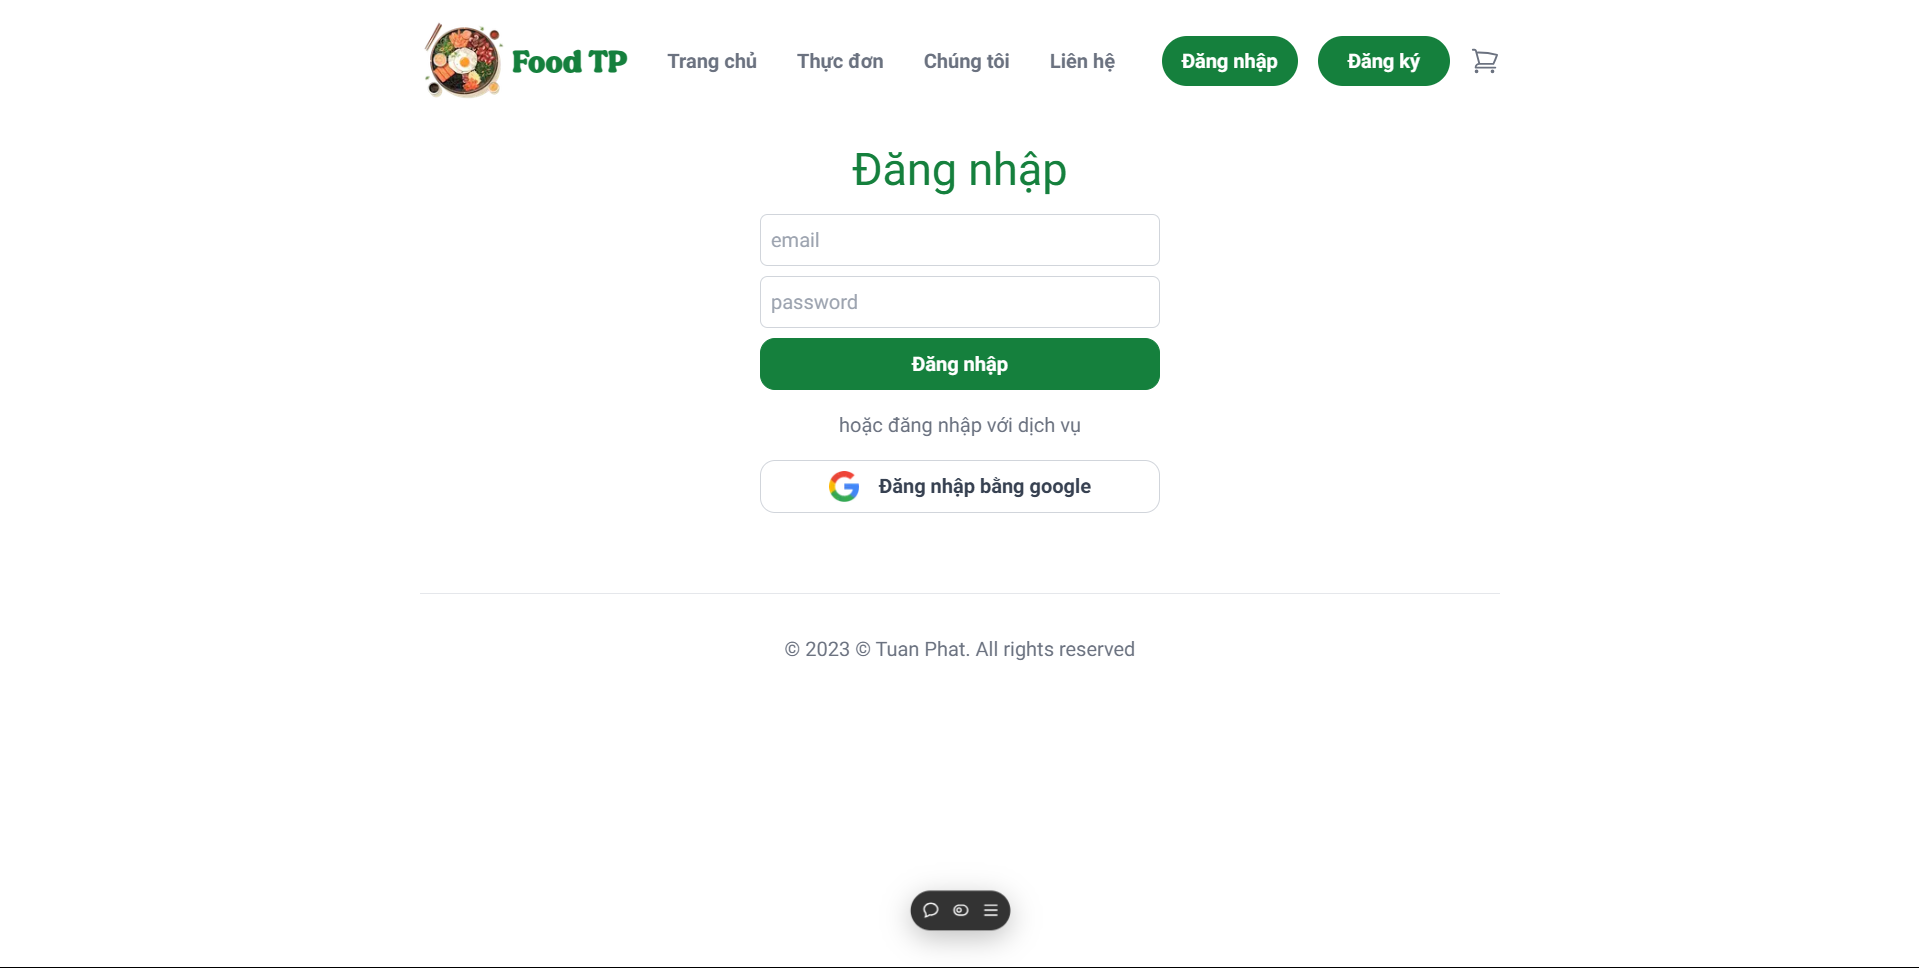 Food TP
Trang chủ
Thực đơn
Chúng tôi
Liên hệ
Đăng nhập
Đăng ký
Đăng nhập
email
password
Đăng nhập
hoặc đăng nhập với dịch vụ
Đăng nhập bằng google
© 2023 © Tuan Phat. All rights reserved